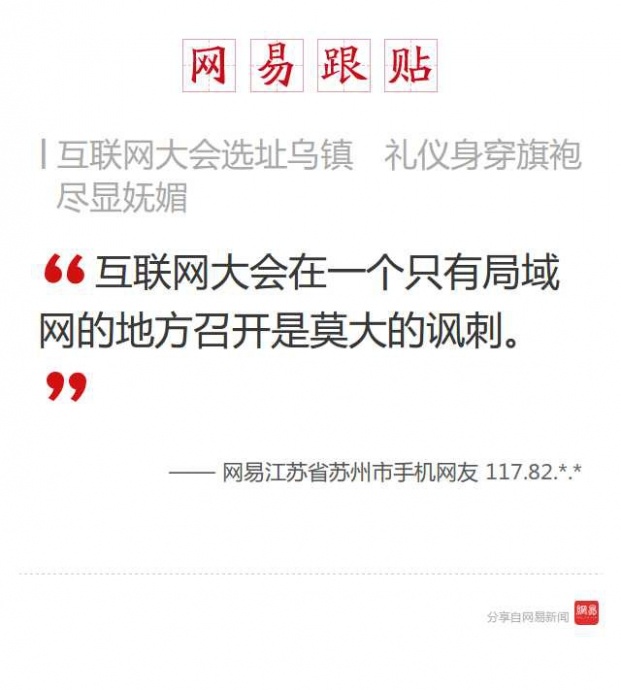 网易跟贴
互联网大会选址乌镇 礼仪身穿旗袍
尽显妩媚
“互联网大会在一个只有局域
网的地方召开是莫大的讽刺。
”
—— 网易江苏省苏州市手机网友 117.82.*.*
分享自网易新闻 網易